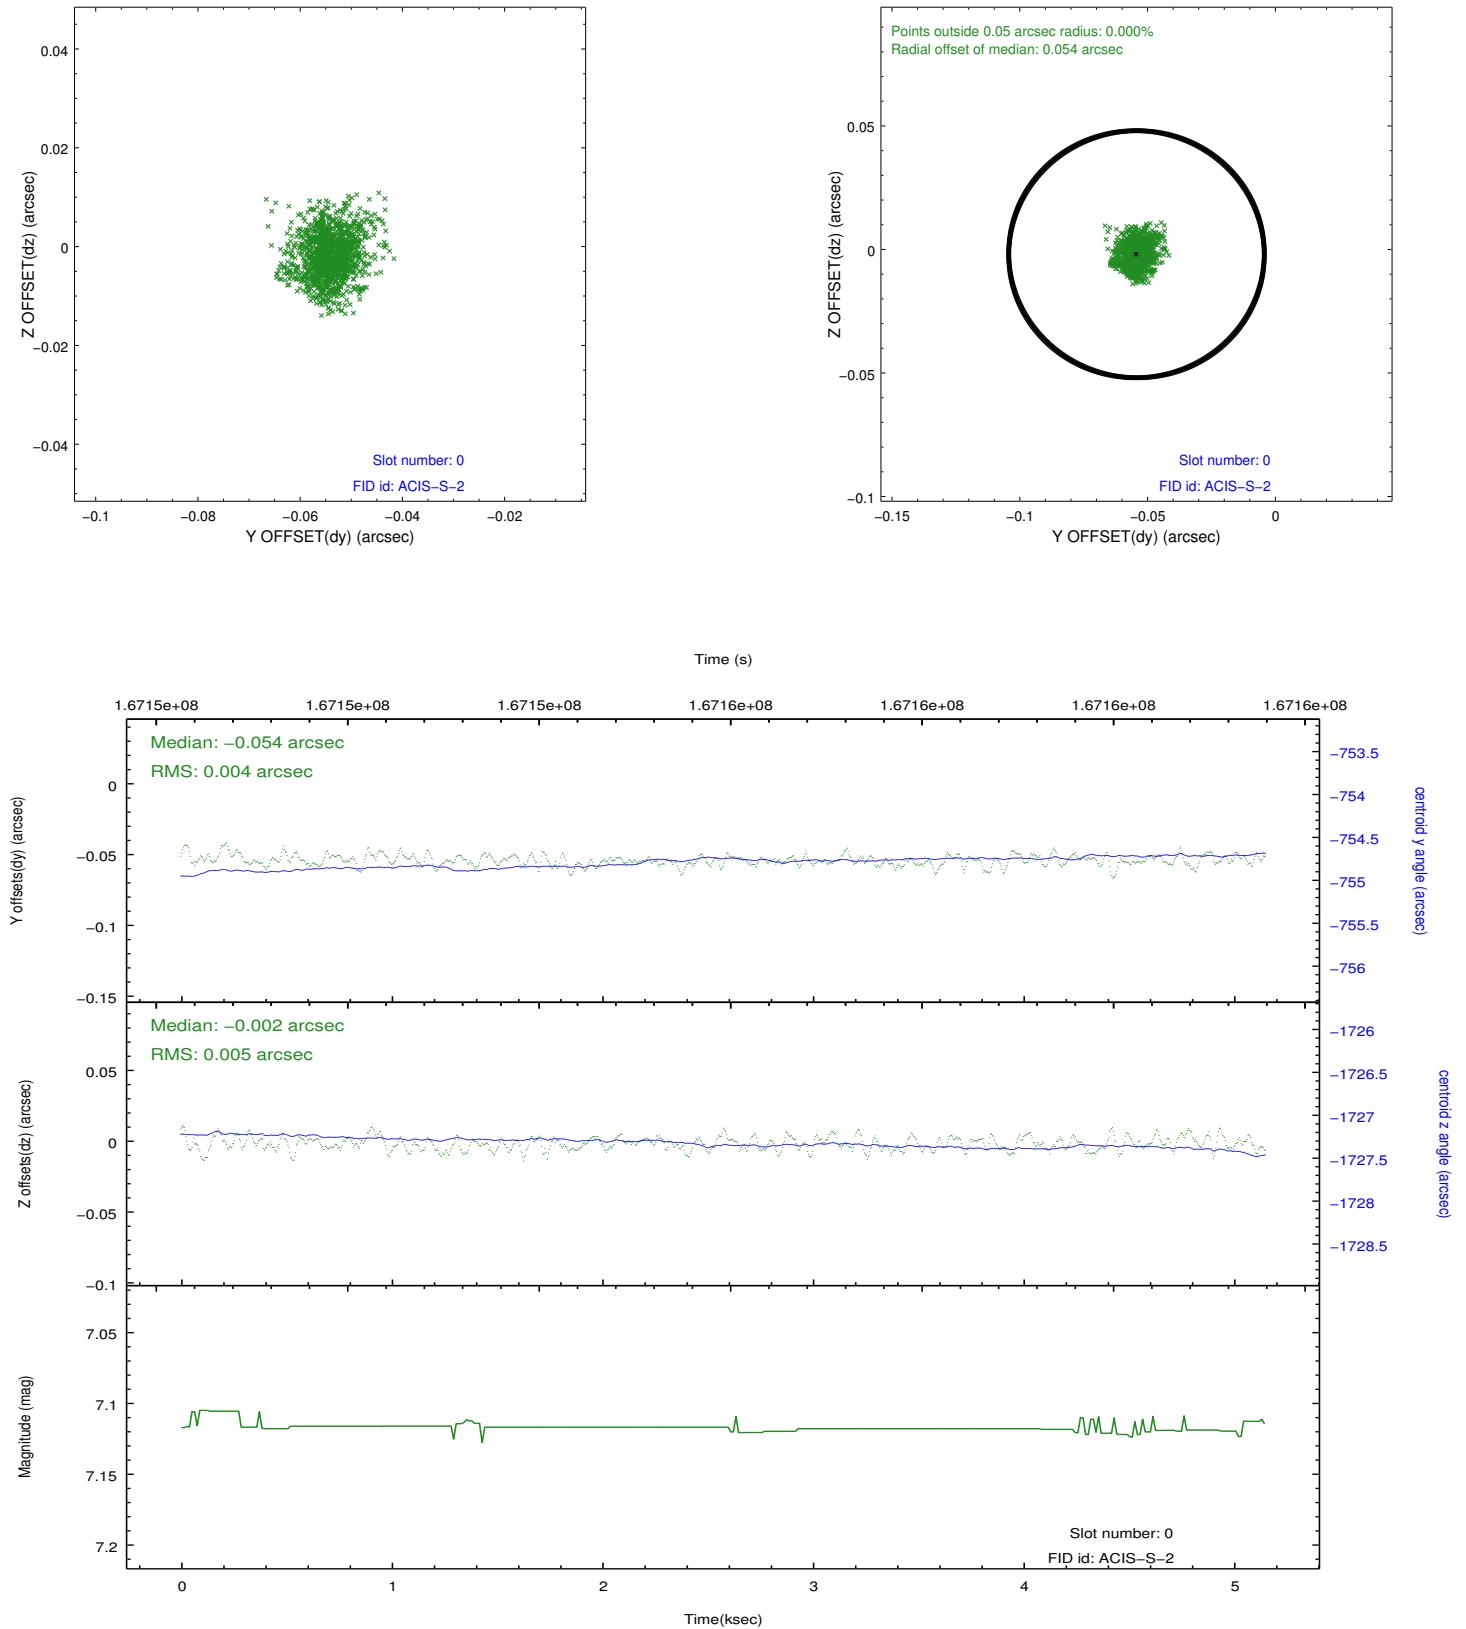 0.04
0.02
0
−0.02
−0.04
Z OFFSET(dz) (arcsec)
Slot number: 0
FID id: ACIS−S−2
−0.1
−0.08
−0.06
−0.04
−0.02
Y OFFSET(dy) (arcsec)
Points outside 0.05 arcsec radius: 0.000%
Radial offset of median: 0.054 arcsec
0.05
0
−0.05
−0.1
Z OFFSET(dz) (arcsec)
Slot number: 0
FID id: ACIS−S−2
−0.15
−0.1
−0.05
0
Y OFFSET(dy) (arcsec)
Time (s)
1.6715e+08
1.6715e+08
1.6715e+08
1.6716e+08
1.6716e+08
1.6716e+08
1.6716e+08
Median: −0.054 arcsec
RMS: 0.004 arcsec
0
−0.05
−0.1
−0.15
Y offsets(dy) (arcsec)
−753.5
−754
−754.5
−755
−755.5
−756
centroid y angle (arcsec)
Median: −0.002 arcsec
RMS: 0.005 arcsec
0.05
0
−0.05
−0.1
Z offsets(dz) (arcsec)
−1726
−1726.5
−1727
−1727.5
−1728
−1728.5
centroid z angle (arcsec)
7.05
7.1
7.15
7.2
Magnitude (mag)
Slot number: 0
FID id: ACIS−S−2
0
1
2
3
4
5
Time(ksec)